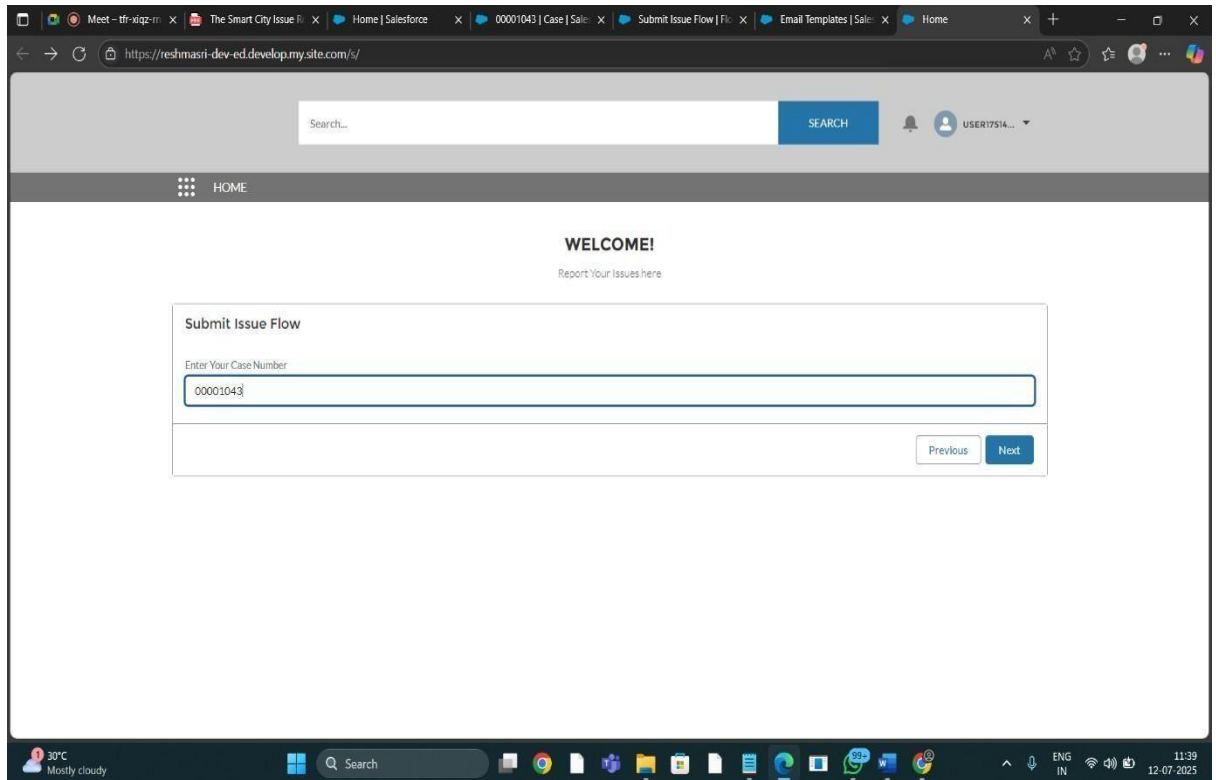 Meet – tfr-xiqz-m
The Smart City Issue R
Home | Salesforce
00001043 | Case | Sale
Submit Issue Flow | Flo
Email Templates | Sale
Home
https://reshmasri-dev-ed.develop.my.site.com/s/
Search...
SEARCH
USER17514...
HOME
WELCOME!
Report Your Issues here
Submit Issue Flow
Enter Your Case Number
00001043
Previous
Next
1
30°C
Mostly cloudy
Search
99+
ENG
IN
11:39
12-07-2025